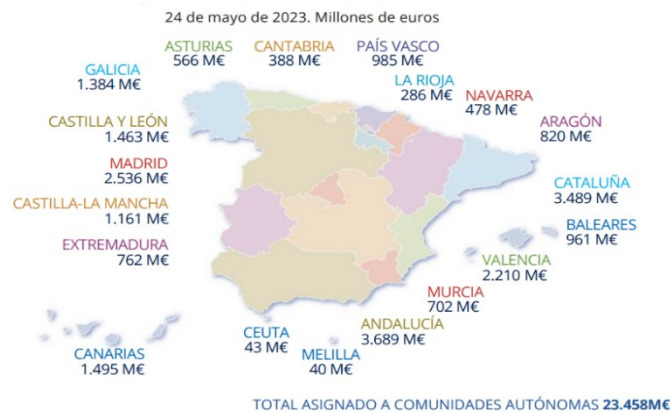 24 de mayo de 2023. Millones de euros
ASTURIAS
566 M€
CANTABRIA
388 M€
PAÍS VASCO
985 M€
GALICIA
1.384 M€
LA RIOJA
286 M€
NAVARRA
478 M€
CASTILLA Y LEÓN
1.463 M€
ARAGÓN
820 M€
MADRID
2.536 M€
CATALUÑA
3.489 M€
CASTILLA-LA MANCHA
1.161 M€
BALEARES
961 M€
EXTREMADURA
762 M€
VALENCIA
2.210 M€
MURCIA
702 M€
ANDALUCÍA
3.689 M€
CEUTA
43 M€
MELILLA
40 M€
CANARIAS
1.495 M€
TOTAL ASIGNADO A COMUNIDADES AUTÓNOMAS 23.458M€